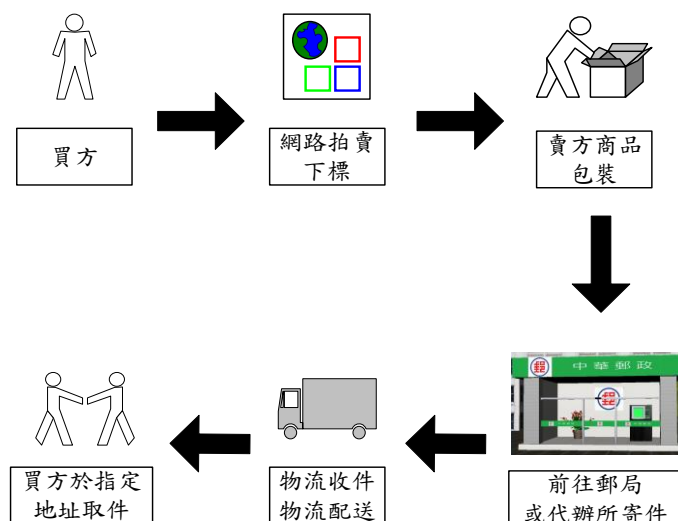 買方
網路拍賣
下標
賣方商品
包裝
郵
中華郵政
郵
買方於指定
地址取件
物流收件
物流配送
前往郵局
或代辦所寄件